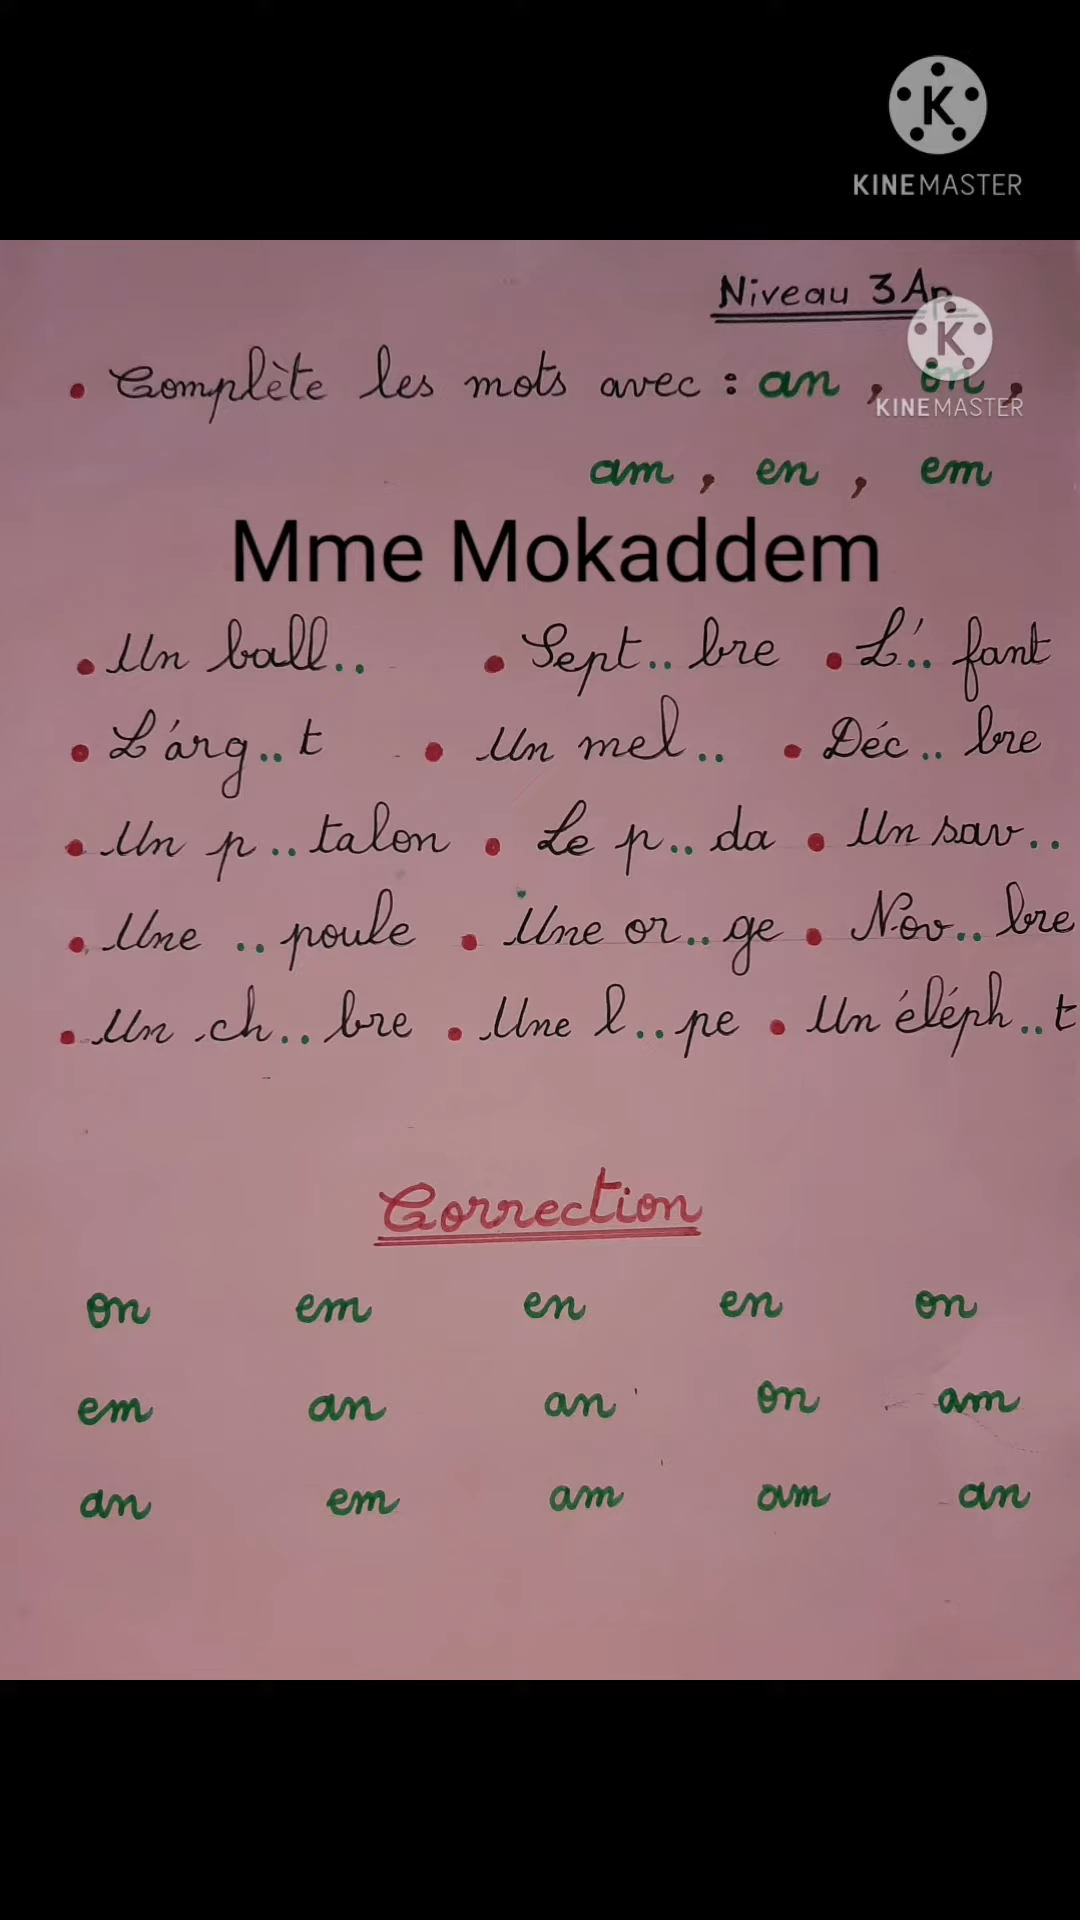 K
KINEMASTER
Niveau 3 Ap
K
KINEMASTER
• Complète les mots avec : an , on ,
am , en , em
Mme Mokaddem
• Un ball.. • Sept..bre • L'..fant
• L'arg..t • Un mel.. • Déc..bre
• Un p..talon • Le p..da • Un sav..
• Une ..poule • Une or..ge • Nov..bre
• Un ch..bre • Une l..pe • Un éléph..t
Correction
on em en en on
em an an on am
an em am am an